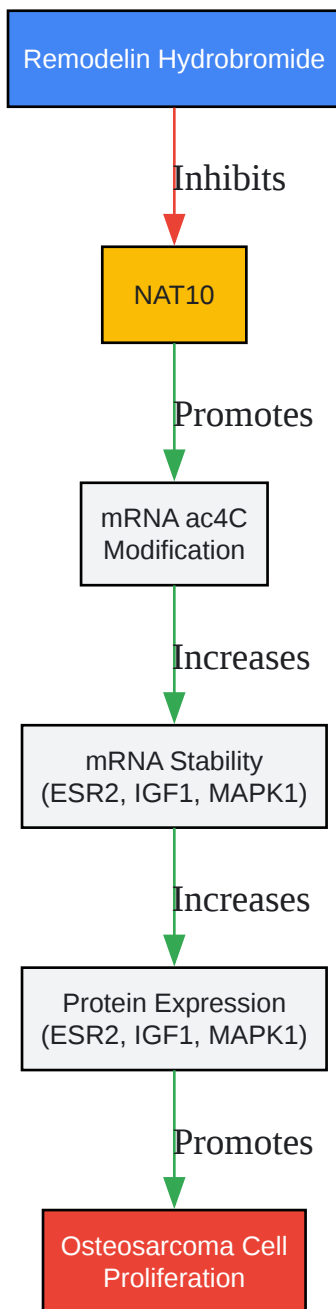 Remodelin Hydrobromide
Inhibits
NAT10
Promotes
mRNA ac4C
Modification
Increases
mRNA Stability
(ESR2, IGF1, MAPK1)
Increases
Protein Expression
(ESR2, IGF1, MAPK1)
Promotes
Osteosarcoma Cell
Proliferation